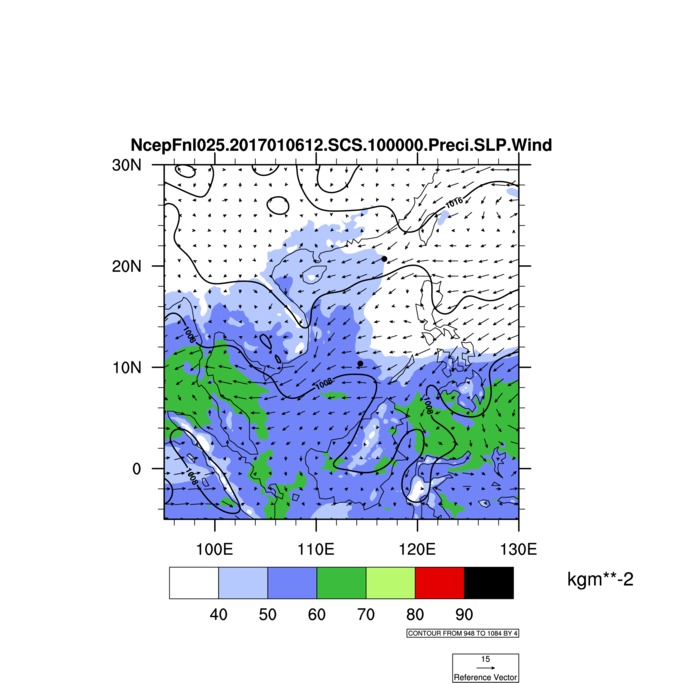 NcepFnl025.2017010612.SCS.100000.Preci.SLP.Wind
30N
20N
10N
0
1016
1008
1008
1008
1008
100E 110E 120E 130E
kgm**-2
40 50 60 70 80 90
CONTOUR FROM 948 TO 1084 BY 4
15
Reference Vector